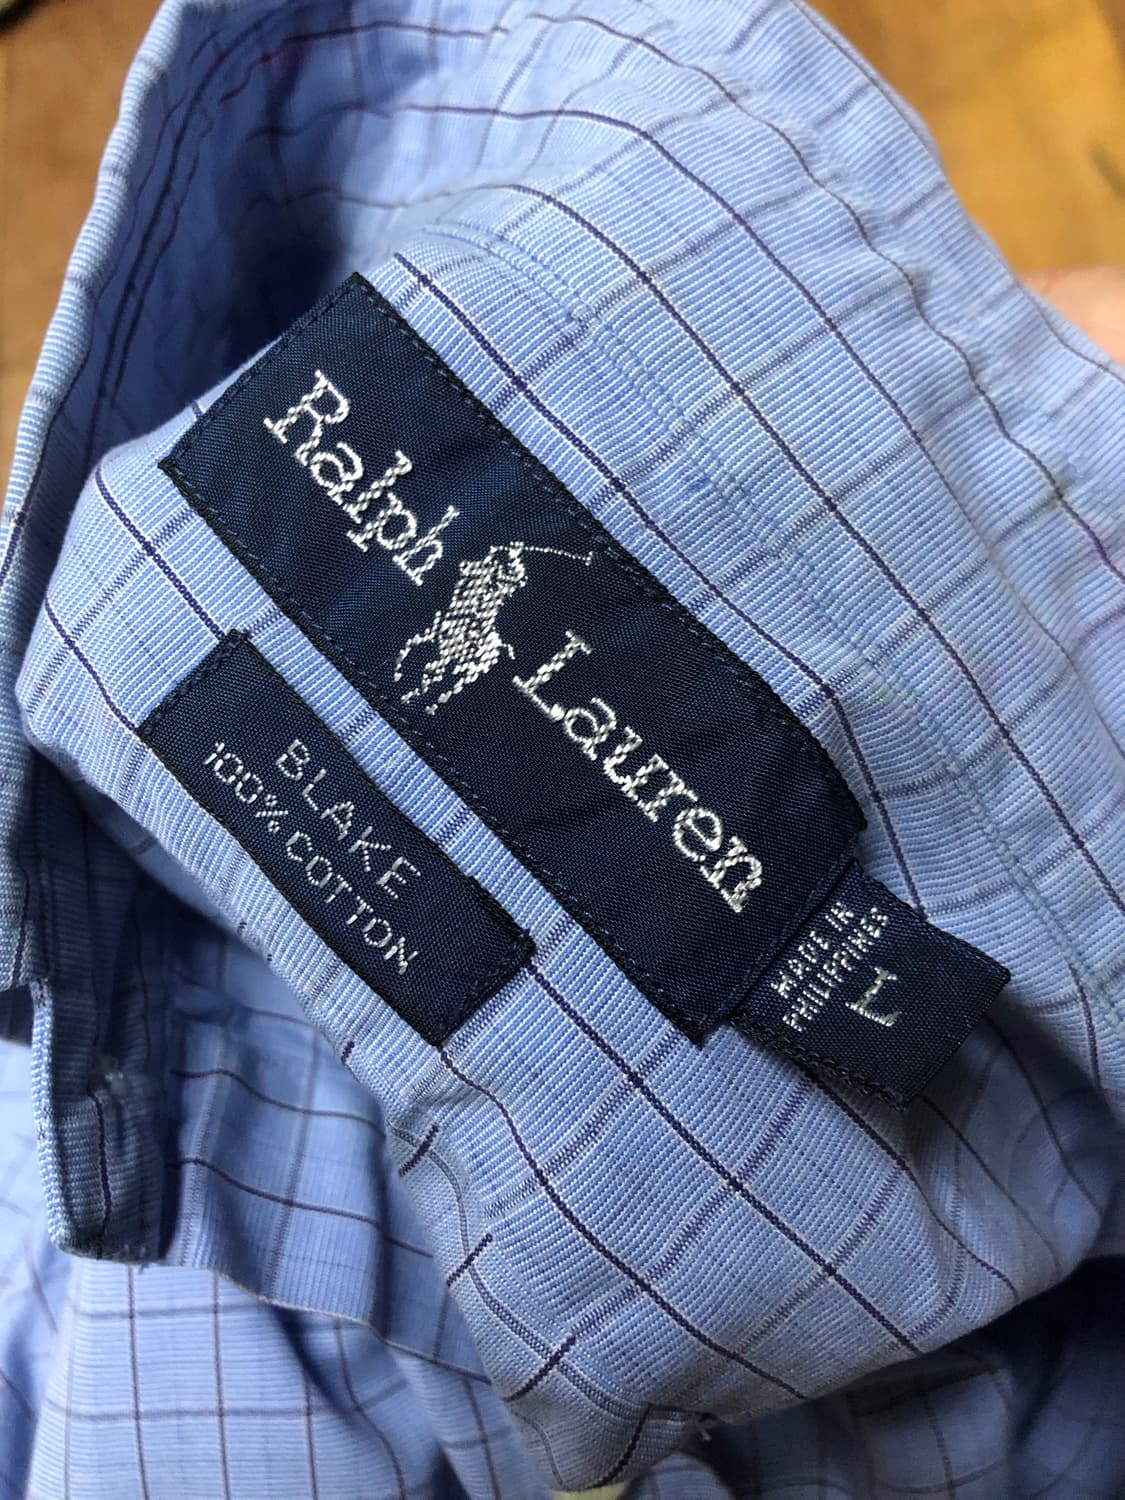 Ralph Lauren
BLAKE
100% COTTON
MADE IN
PHILIPPINES
L